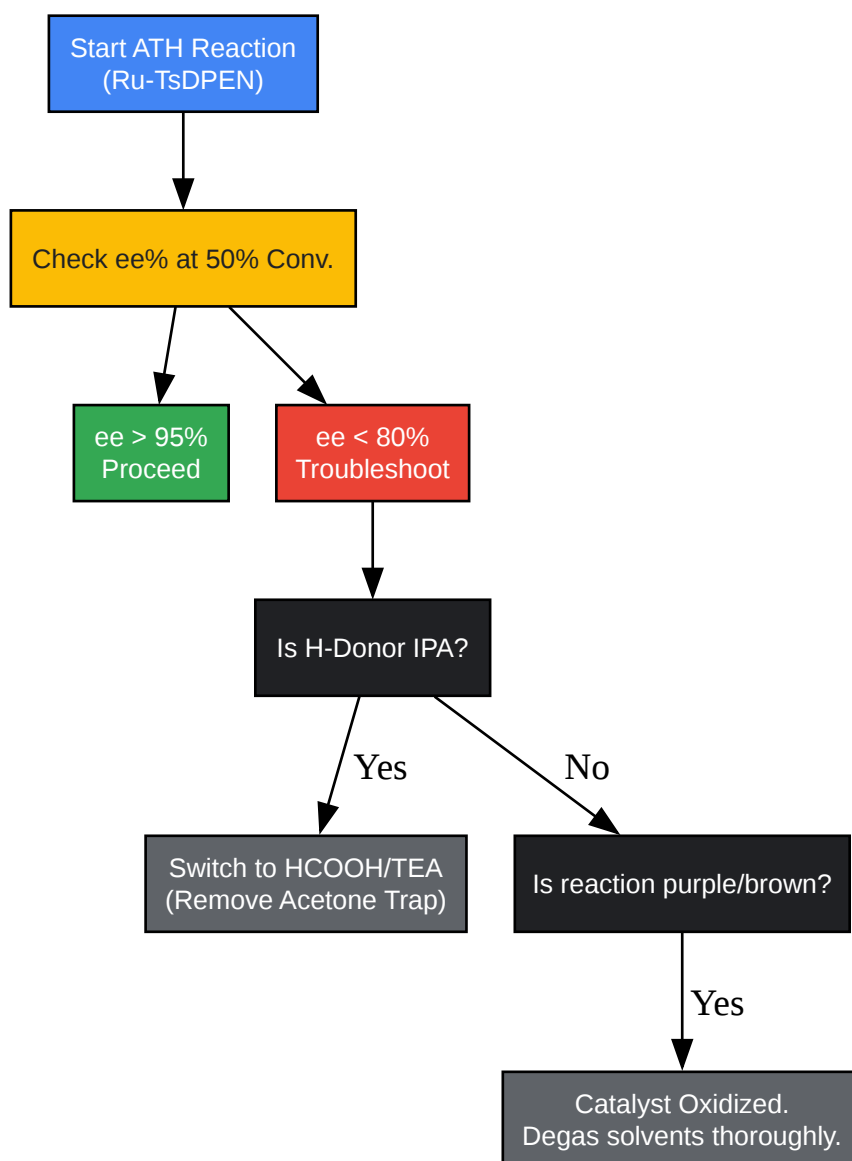 Start ATH Reaction
(Ru-TsDPEN)
Check ee% at 50% Conv.
ee > 95%
Proceed
ee < 80%
Troubleshoot
Is H-Donor IPA?
Yes
No
Switch to HCOOH/TEA
(Remove Acetone Trap)
Is reaction purple/brown?
Yes
Catalyst Oxidized.
Degas solvents thoroughly.